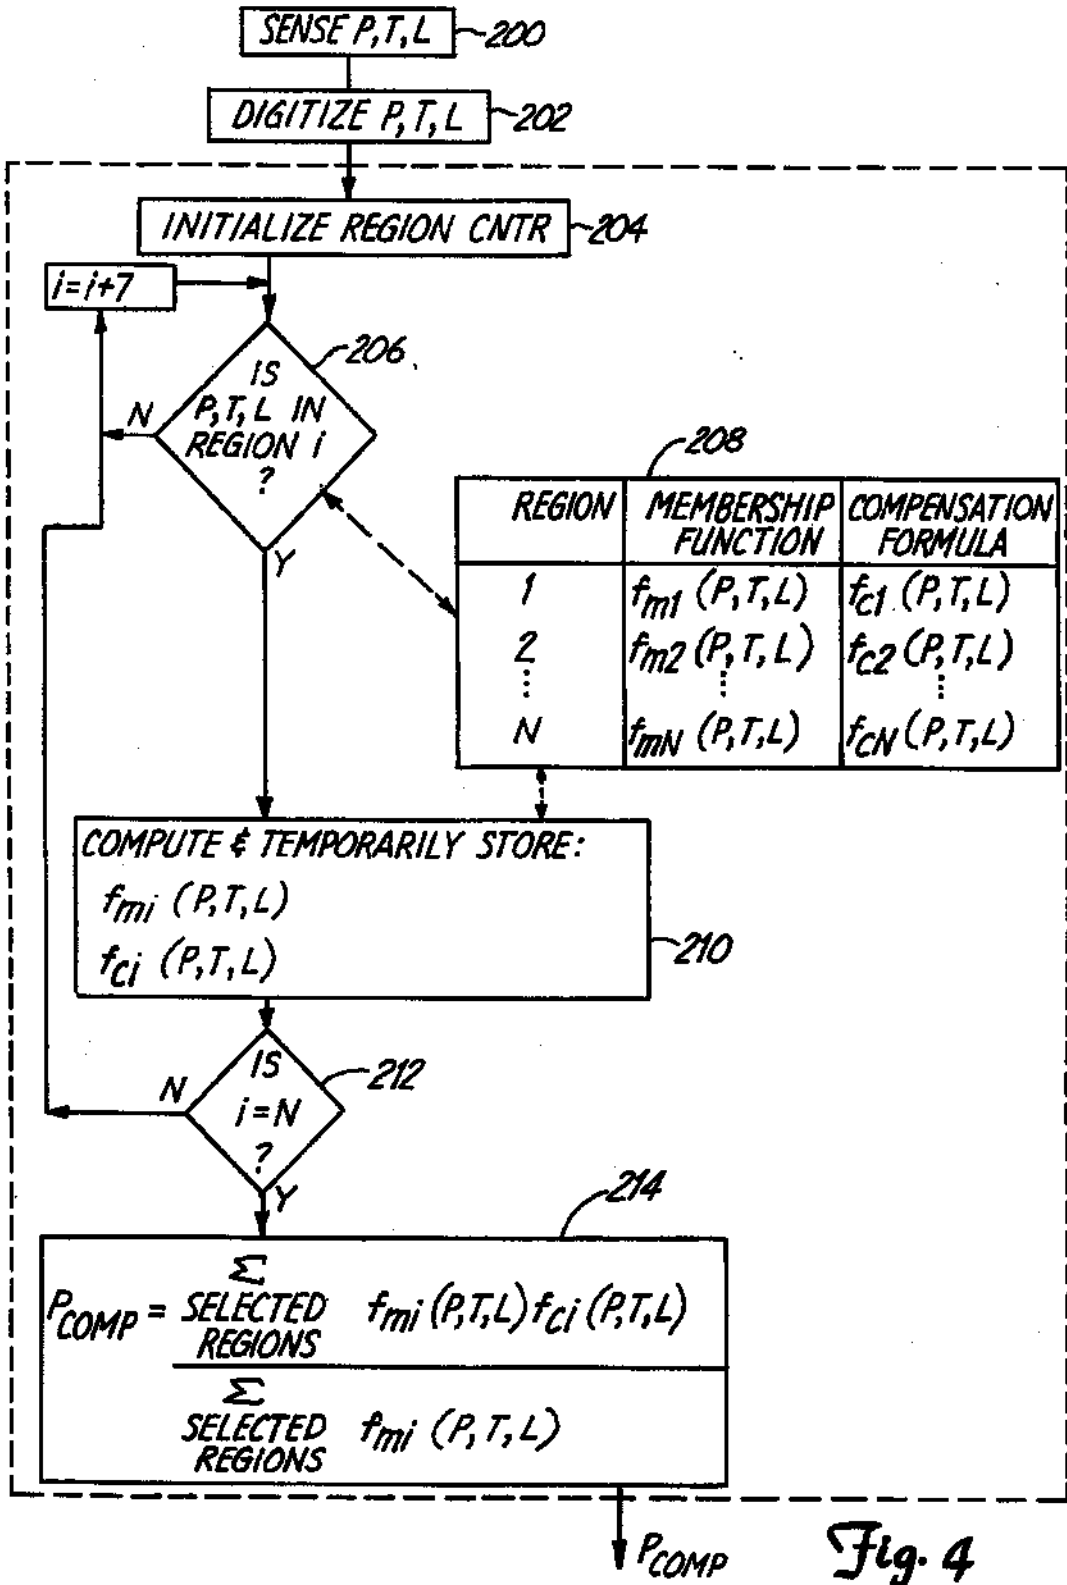 SENSE P,T,L
200
DIGITIZE P,T,L
202
INITIALIZE REGION CNTR
204
i=i+7
206
IS
P,T,L IN
REGION i
?
N
Y
208
REGION MEMBERSHIP FUNCTION COMPENSATION FORMULA
1 fm1 (P,T,L) fc1 (P,T,L)
2 fm2 (P,T,L) fc2 (P,T,L)
⋮ ⋮ ⋮
N fmN (P,T,L) fcN (P,T,L)
COMPUTE & TEMPORARILY STORE:
fmi (P,T,L)
fci (P,T,L)
210
IS
i=N
?
212
N
Y
214
PCOMP = Σ SELECTED REGIONS fmi (P,T,L) fci (P,T,L)
Σ SELECTED REGIONS fmi (P,T,L)
PCOMP
Fig. 4